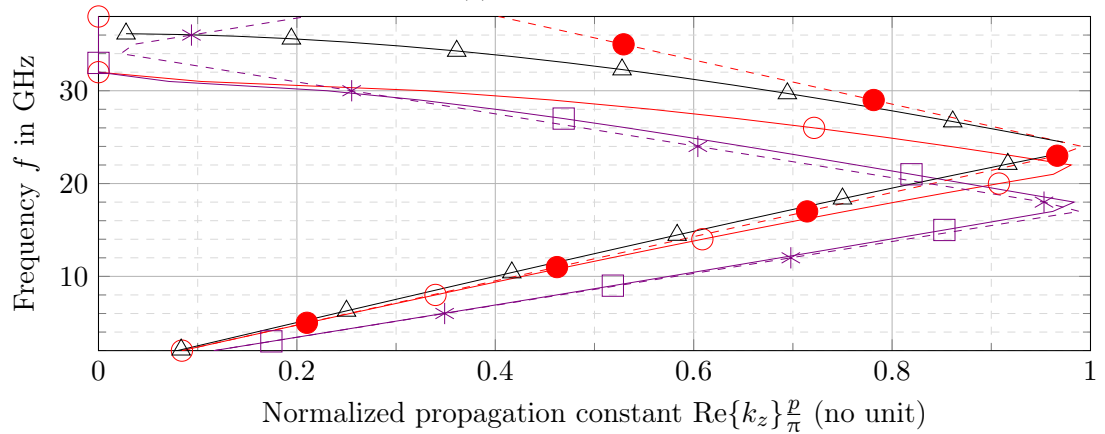 30
20
10
Frequency f in GHz
0 0.2 0.4 0.6 0.8 1
Normalized propagation constant Re{k_z} p/π (no unit)